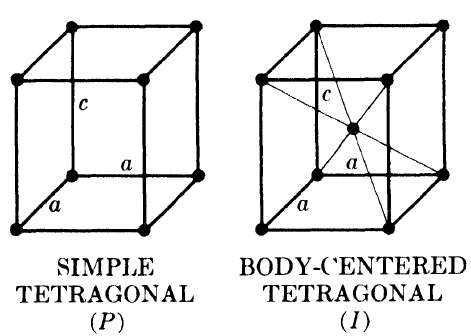 c
a
a
SIMPLE
TETRAGONAL
(P)
c
a
a
BODY-CENTERED
TETRAGONAL
(I)